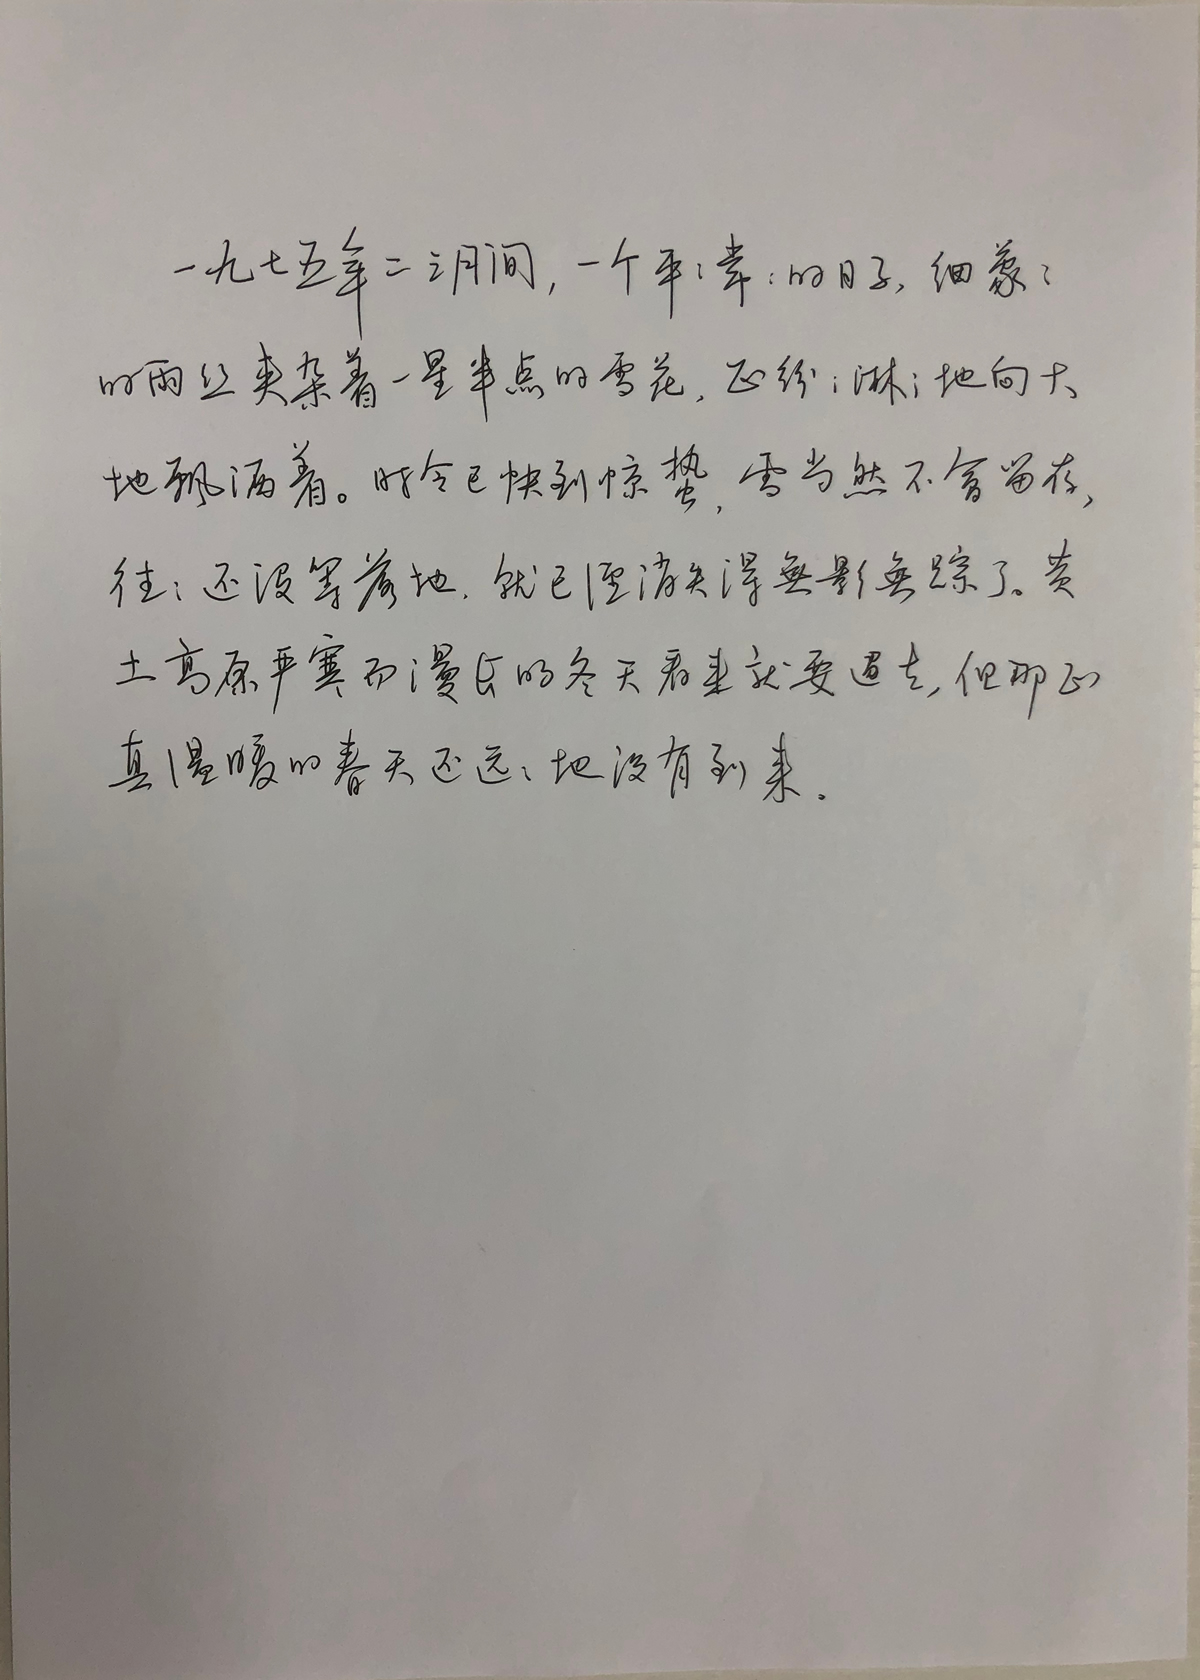 一九七五年二三月间，一个平平常常的日子，细蒙蒙
的雨丝夹杂着一星半点的雪花，正纷纷淋淋地向大
地飘洒着。时令已快到惊蛰，雪当然不会留存，
往往还没等落地，就已经消失得無影無踪了。黄
土高原严寒而漫长的冬天看来就要过去，但那正
真温暖的春天还远远地没有到来。